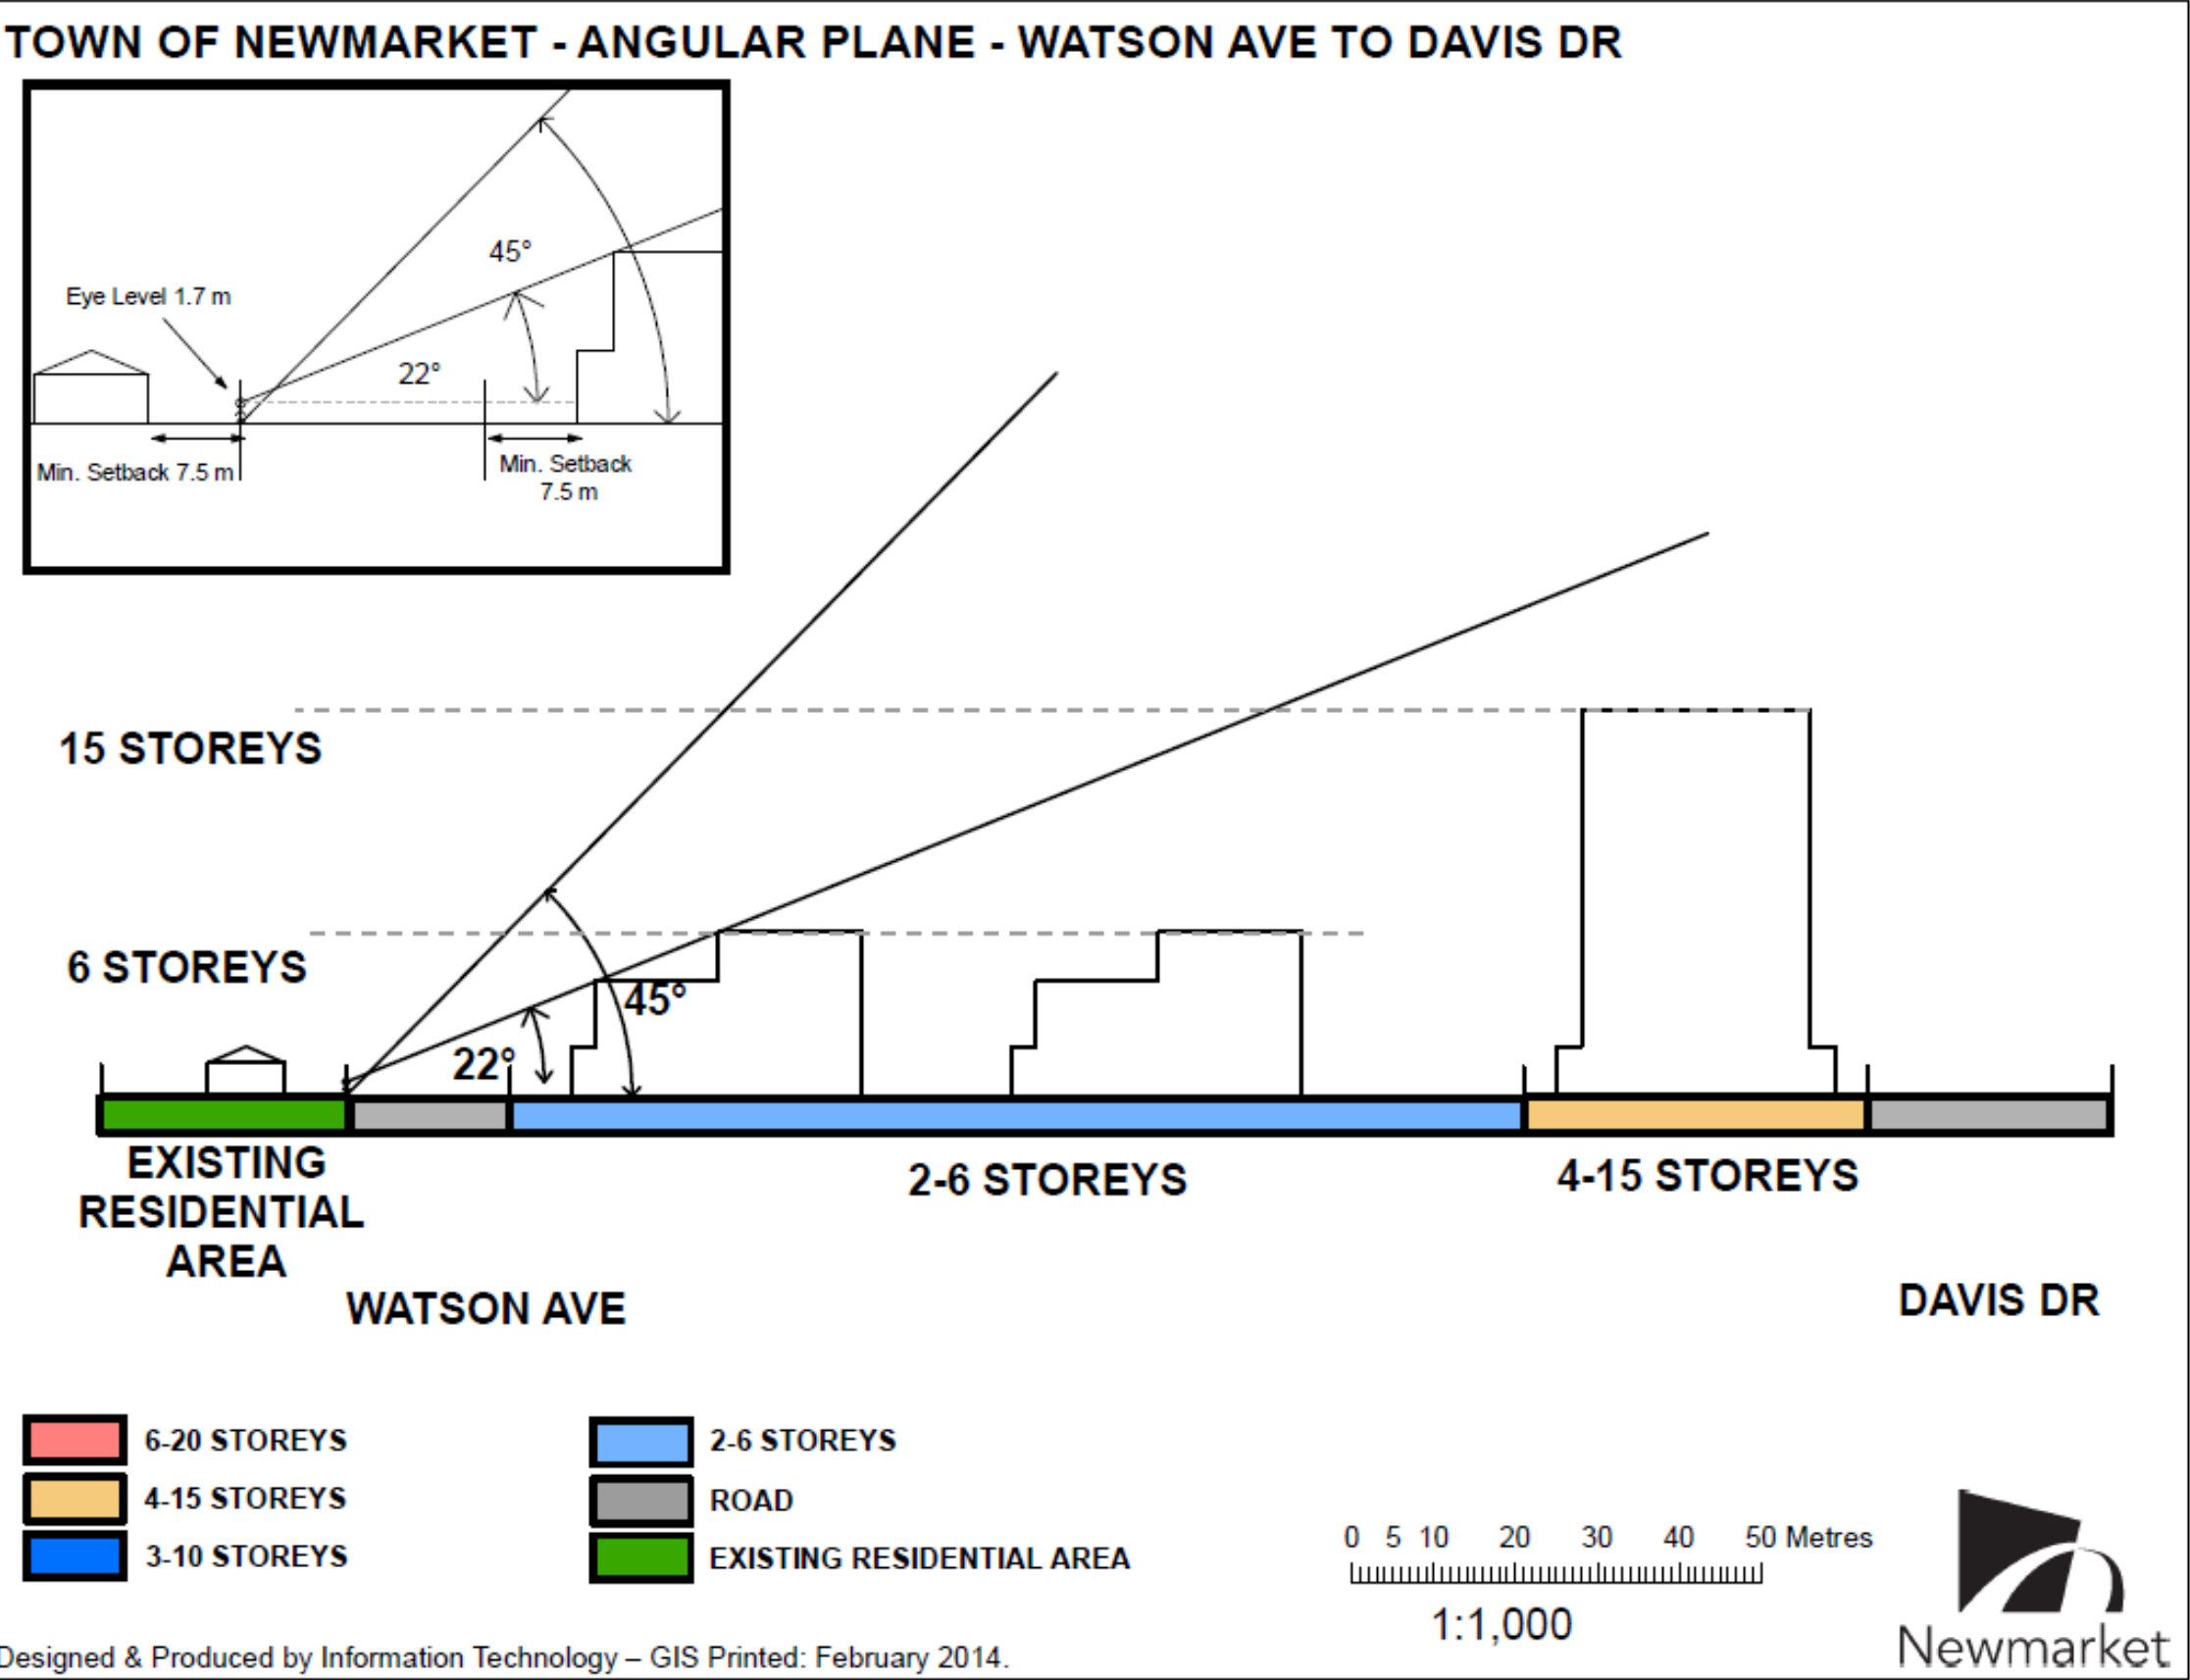 TOWN OF NEWMARKET - ANGULAR PLANE - WATSON AVE TO DAVIS DR
45°
Eye Level 1.7 m
22°
Min. Setback 7.5 m
Min. Setback
7.5 m
15 STOREYS
6 STOREYS
45°
22°
EXISTING
RESIDENTIAL
AREA
2-6 STOREYS
4-15 STOREYS
WATSON AVE
DAVIS DR
6-20 STOREYS
4-15 STOREYS
3-10 STOREYS
2-6 STOREYS
ROAD
EXISTING RESIDENTIAL AREA
0 5 10 20 30 40 50 Metres
1:1,000
Newmarket
Designed & Produced by Information Technology – GIS Printed: February 2014.